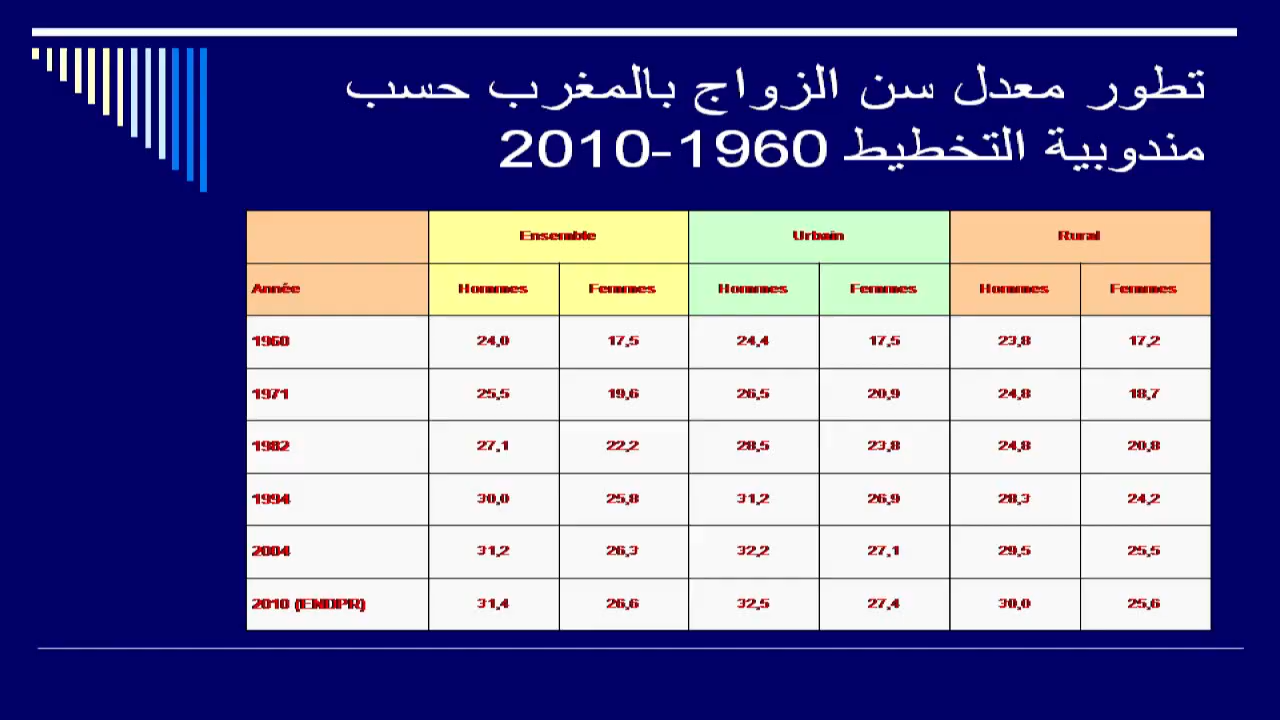 تطور معدل سن الزواج بالمغرب حسب
مندوبية التخطيط 1960-2010
Ensemble Urbain Rural
Année Hommes Femmes Hommes Femmes Hommes Femmes
1960 24,0 17,5 24,4 17,5 23,8 17,2
1971 25,5 19,6 26,5 20,9 24,8 18,7
1982 27,1 22,2 28,5 23,8 24,8 20,8
1994 30,0 25,8 31,2 26,9 28,3 24,2
2004 31,2 26,3 32,2 27,1 29,5 25,5
2010 (ENDPR) 31,4 26,6 32,5 27,4 30,0 25,6